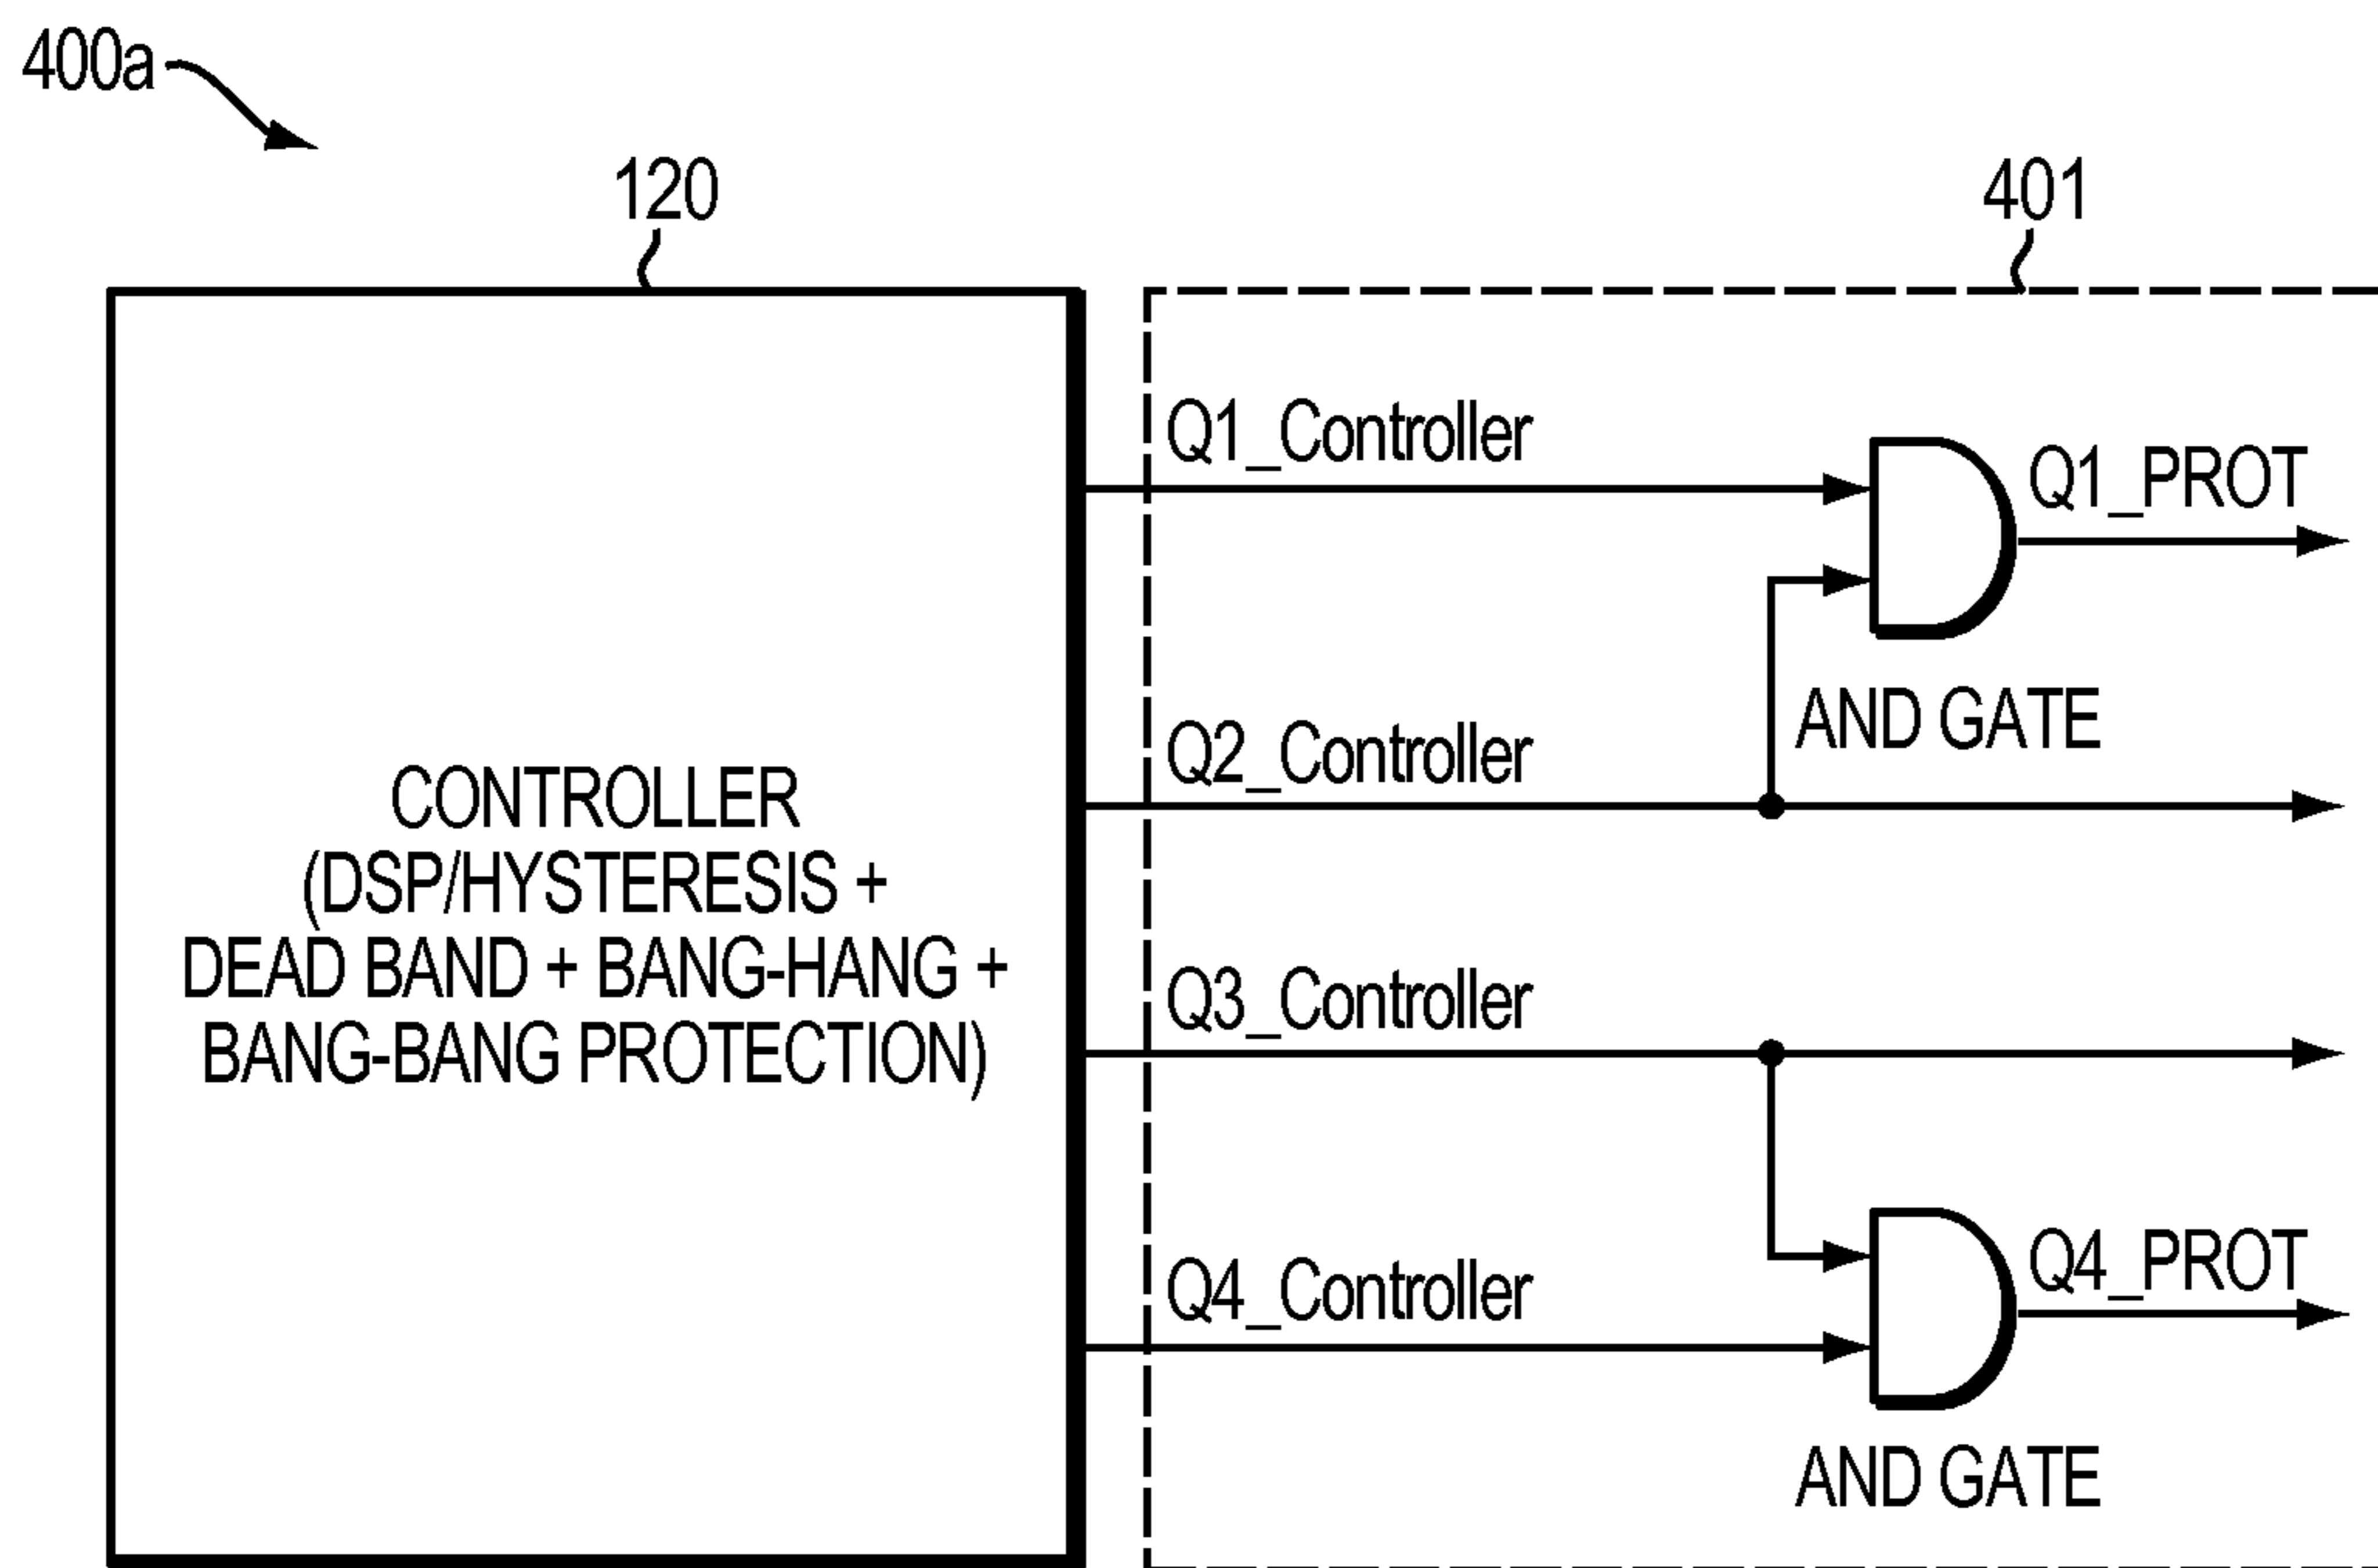 400a
120
401
Q1_Controller
Q1_PROT
AND GATE
Q2_Controller
CONTROLLER
(DSP/HYSTERESIS +
DEAD BAND + BANG-HANG +
BANG-BANG PROTECTION)
Q3_Controller
Q4_Controller
Q4_PROT
AND GATE